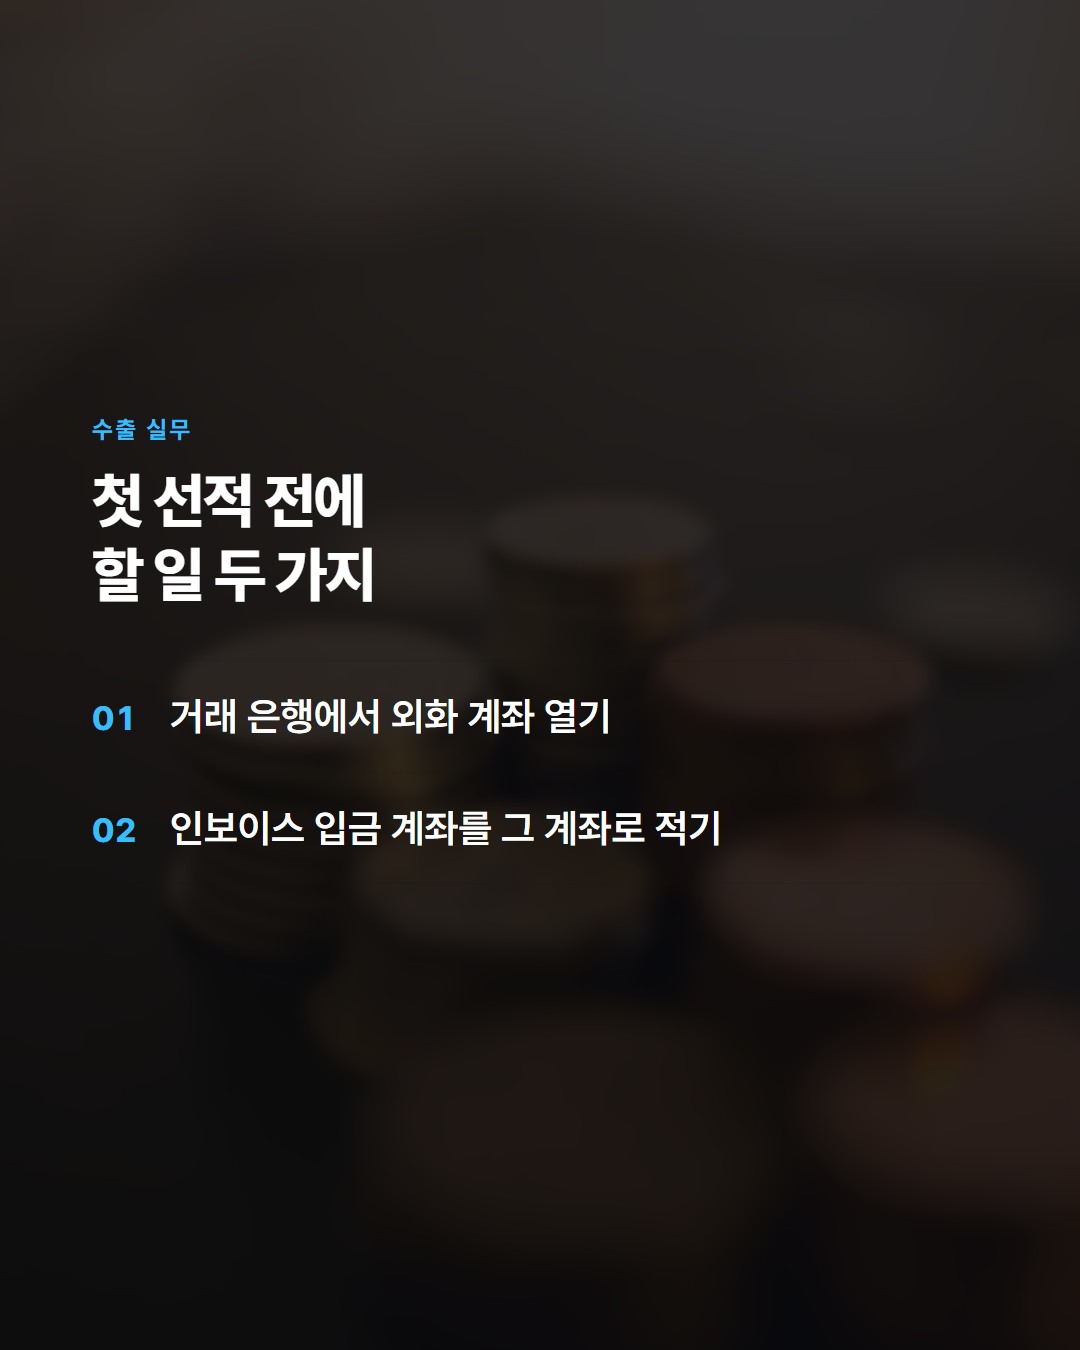 수출 실무
첫 선적 전에
할 일 두 가지
01 거래 은행에서 외화 계좌 열기
02 인보이스 입금 계좌를 그 계좌로 적기